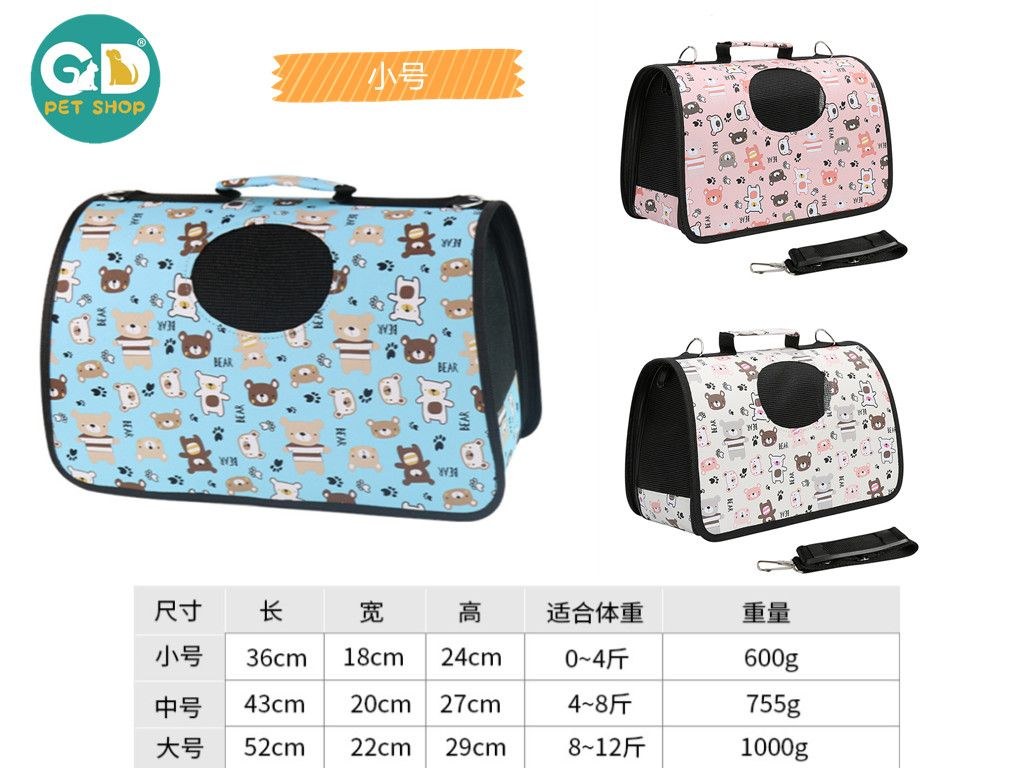 GD®
PET SHOP
小号
BEAR
BEAR
BEAR
BEAR
BEAR
BEAR
BEAR
尺寸 长 宽 高 适合体重 重量
小号 36cm 18cm 24cm 0~4斤 600g
中号 43cm 20cm 27cm 4~8斤 755g
大号 52cm 22cm 29cm 8~12斤 1000g